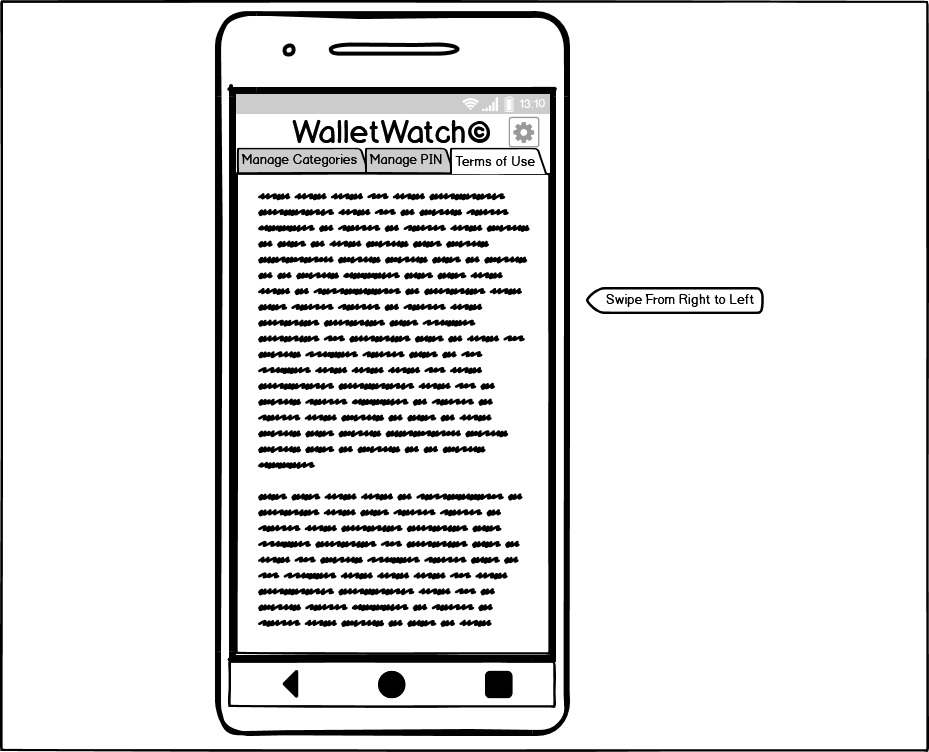 13:10
WalletWatch©
Manage Categories Manage PIN Terms of Use
Swipe From Right to Left